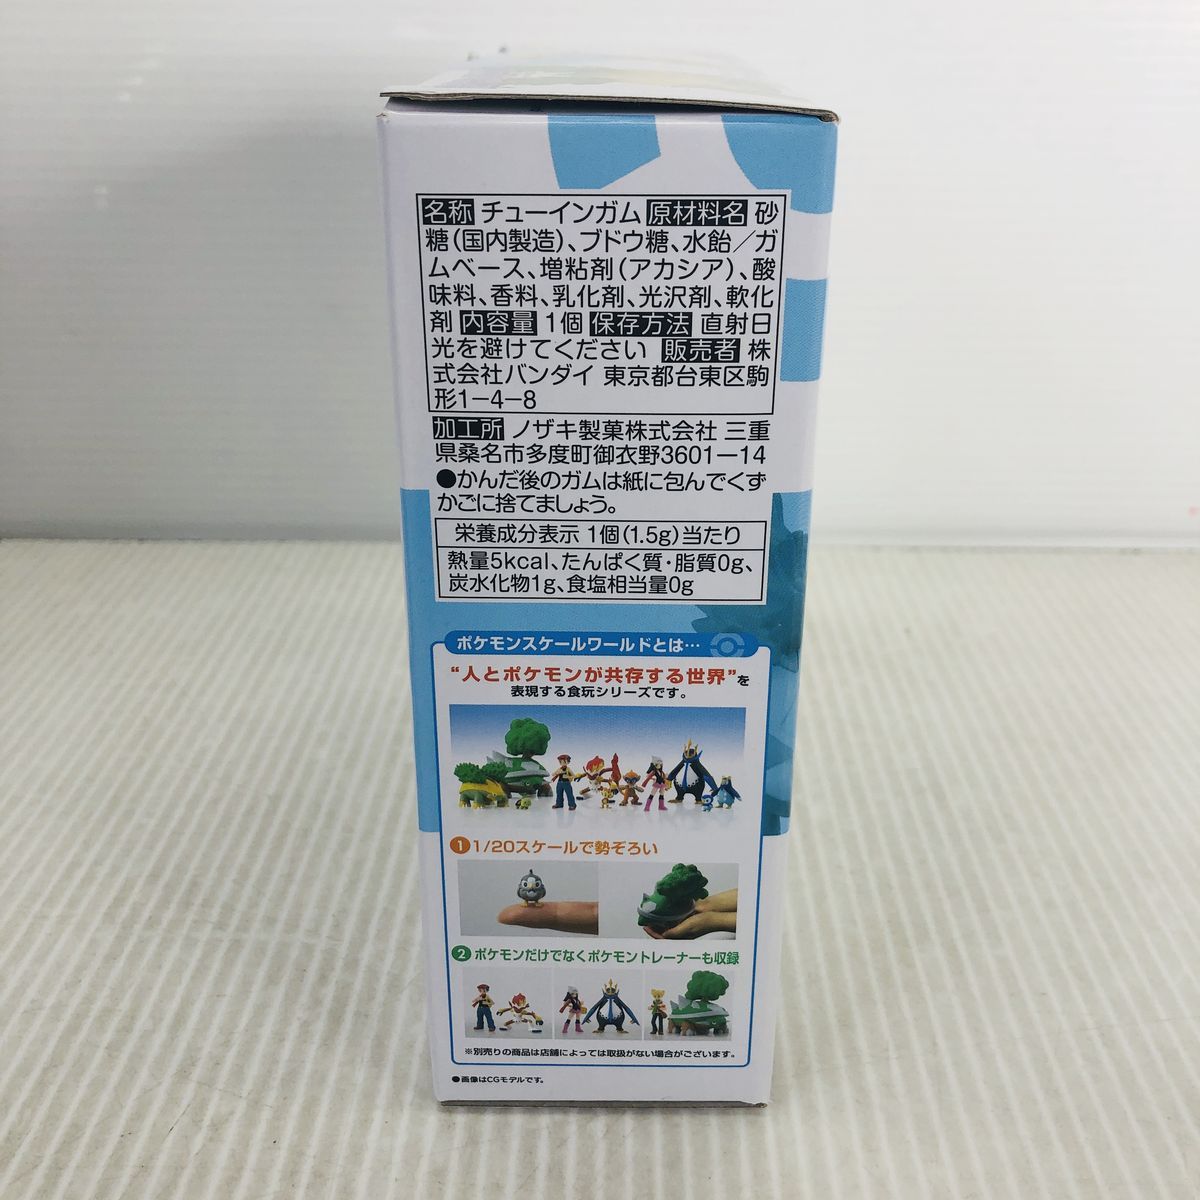 名称 チューインガム 原材料名 砂
糖(国内製造)、ブドウ糖、水飴／ガ
ムベース、増粘剤(アカシア)、酸
味料、香料、乳化剤、光沢剤、軟化
剤 内容量 1個 保存方法 直射日
光を避けてください 販売者 株
式会社バンダイ 東京都台東区駒
形1−4−8
加工所 ノザキ製菓株式会社 三重
県桑名市多度町御衣野3601−14
●かんだ後のガムは紙に包んでくず
かごに捨てましょう。
栄養成分表示 1個(1.5g)当たり
熱量5kcal、たんぱく質・脂質0g、
炭水化物1g、食塩相当量0g
ポケモンスケールワールドとは…
“人とポケモンが共存する世界”を
表現する食玩シリーズです。
1 1/20スケールで勢ぞろい
2 ポケモンだけでなくポケモントレーナーも収録
※別売りの商品は店舗によっては取扱がない場合がございます。
●画像はCGモデルです。